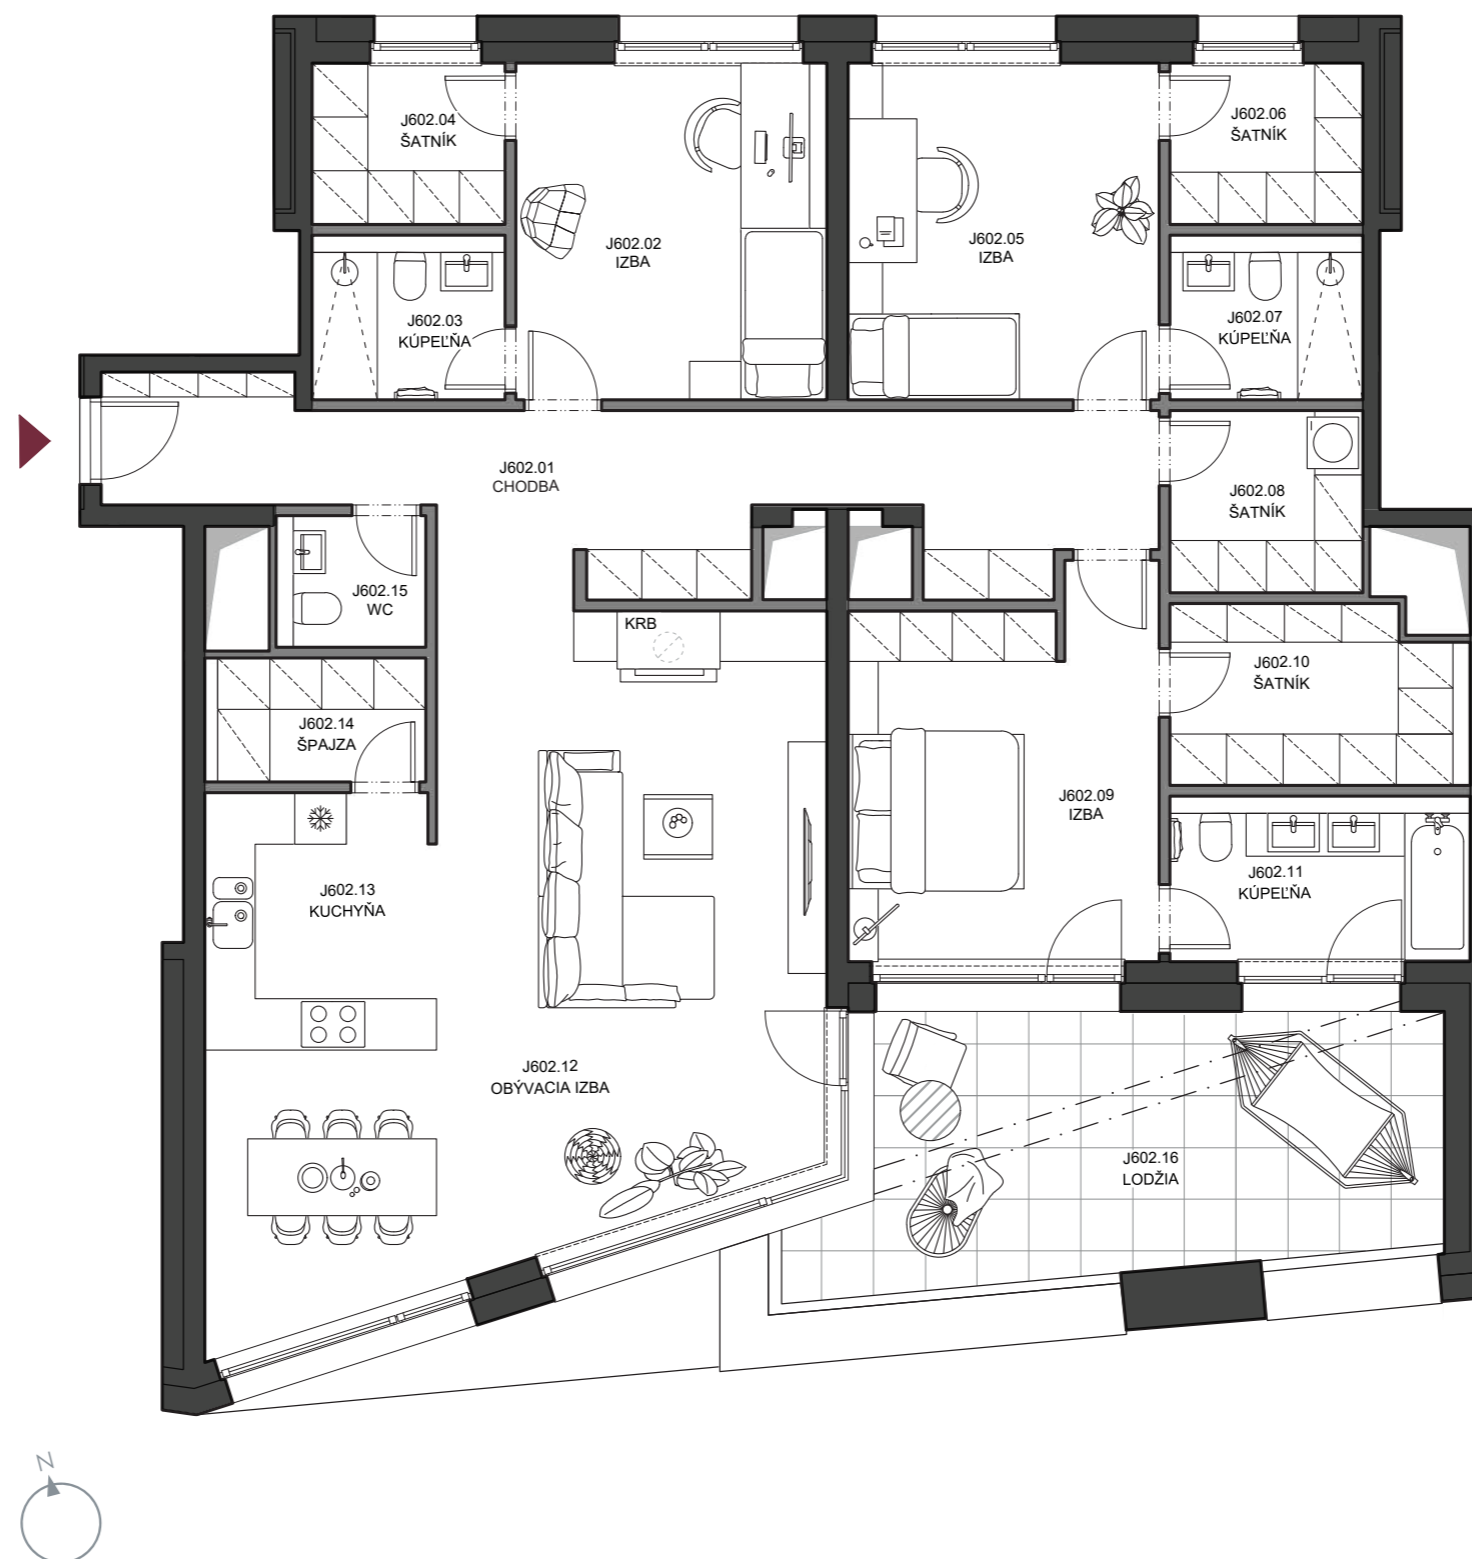 J602.04
ŠATNÍK
J602.06
ŠATNÍK
J602.02
IZBA
J602.05
IZBA
J602.03
KÚPEĽŇA
J602.07
KÚPEĽŇA
J602.01
CHODBA
J602.08
ŠATNÍK
J602.15
WC
KRB
J602.10
ŠATNÍK
J602.14
ŠPAJZA
J602.09
IZBA
J602.13
KUCHYŇA
J602.11
KÚPEĽŇA
J602.12
OBÝVACIA IZBA
J602.16
LODŽIA
N